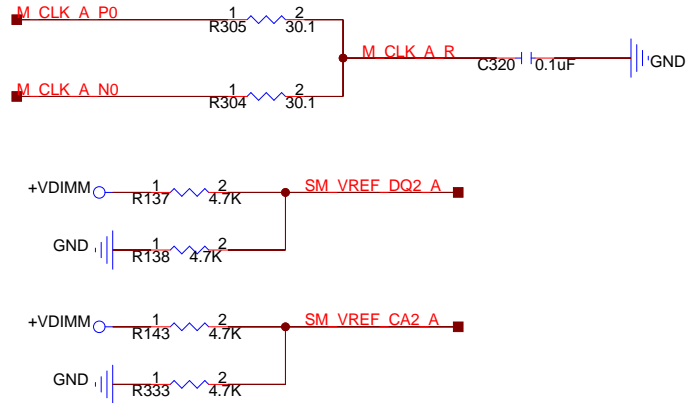 M_CLK_A_P0 1 2
R305 30.1
M_CLK_A_R
C320 0.1uF GND
M_CLK_A_N0 1 2
R304 30.1
+VDIMM 1 2 SM_VREF_DQ2_A
R137 4.7K
GND 1 2
R138 4.7K
+VDIMM 1 2 SM_VREF_CA2_A
R143 4.7K
GND 1 2
R333 4.7K